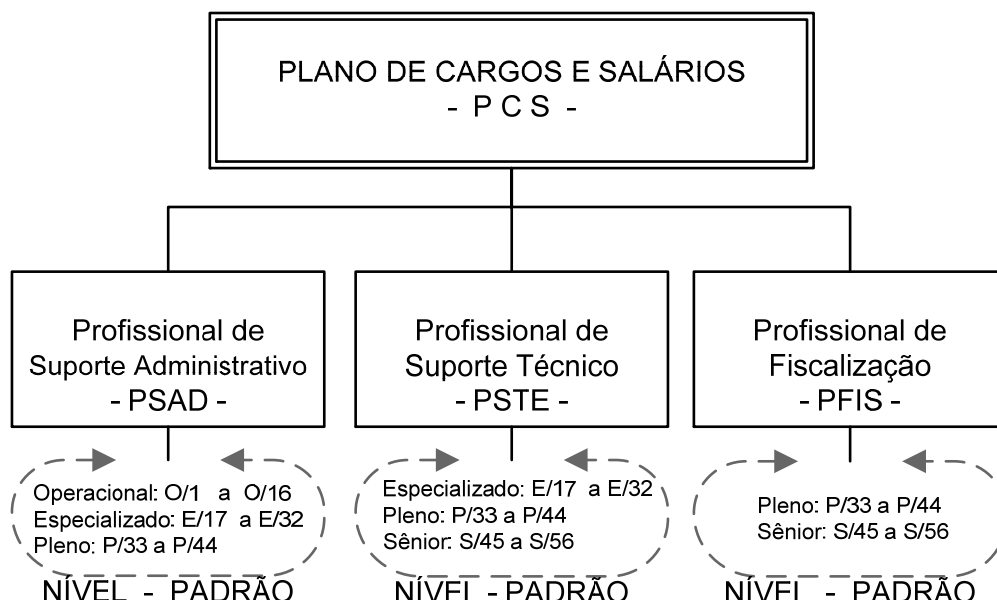 PLANO DE CARGOS E SALÁRIOS
- P C S -
Profissional de
Suporte Administrativo
- PSAD -
Operacional: O/1 a O/16
Especializado: E/17 a E/32
Pleno: P/33 a P/44
NÍVEL - PADRÃO
Profissional de
Suporte Técnico
- PSTE -
Especializado: E/17 a E/32
Pleno: P/33 a P/44
Sênior: S/45 a S/56
NÍVEL - PADRÃO
Profissional de
Fiscalização
- PFIS -
Pleno: P/33 a P/44
Sênior: S/45 a S/56
NÍVEL - PADRÃO